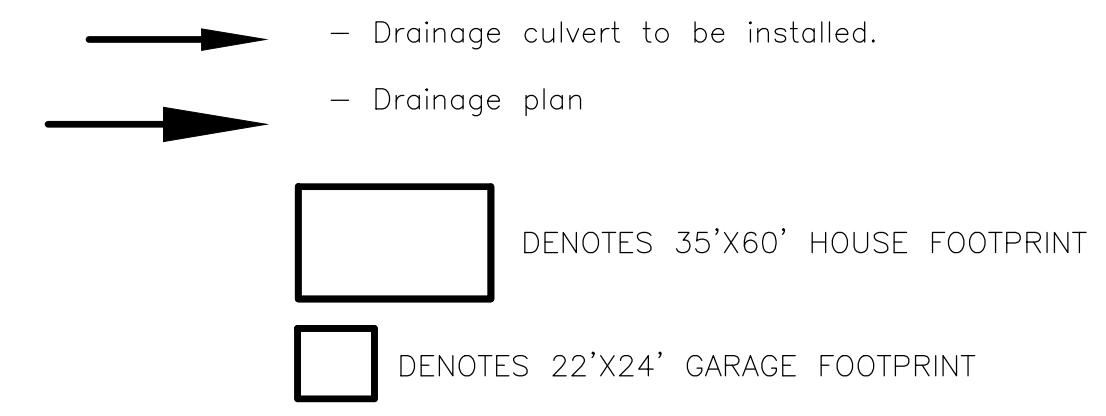 – Drainage culvert to be installed.
– Drainage plan
DENOTES 35'X60' HOUSE FOOTPRINT
DENOTES 22'X24' GARAGE FOOTPRINT